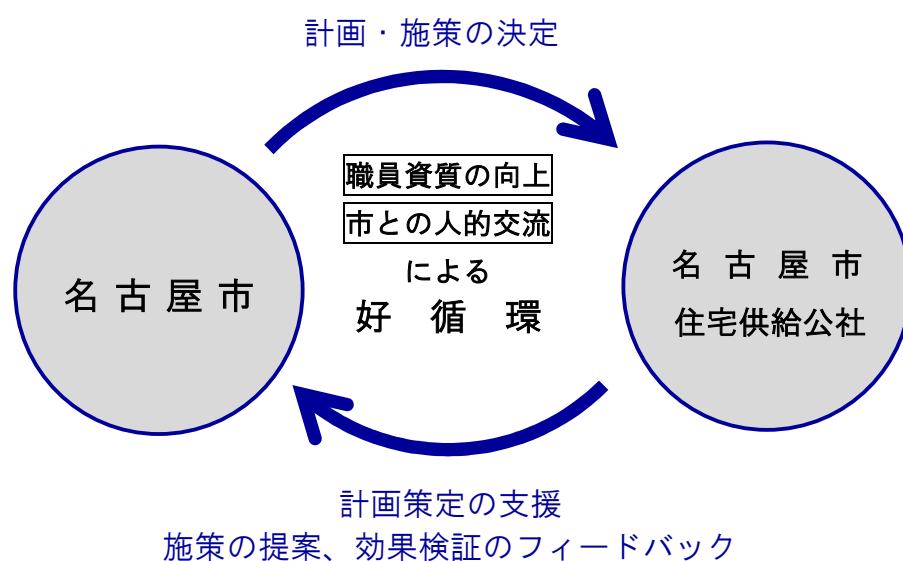 計画・施策の決定
職員資質の向上
市との人的交流
による
好 循 環
名 古 屋 市
名 古 屋 市
住宅供給公社
計画策定の支援
施策の提案、効果検証のフィードバック